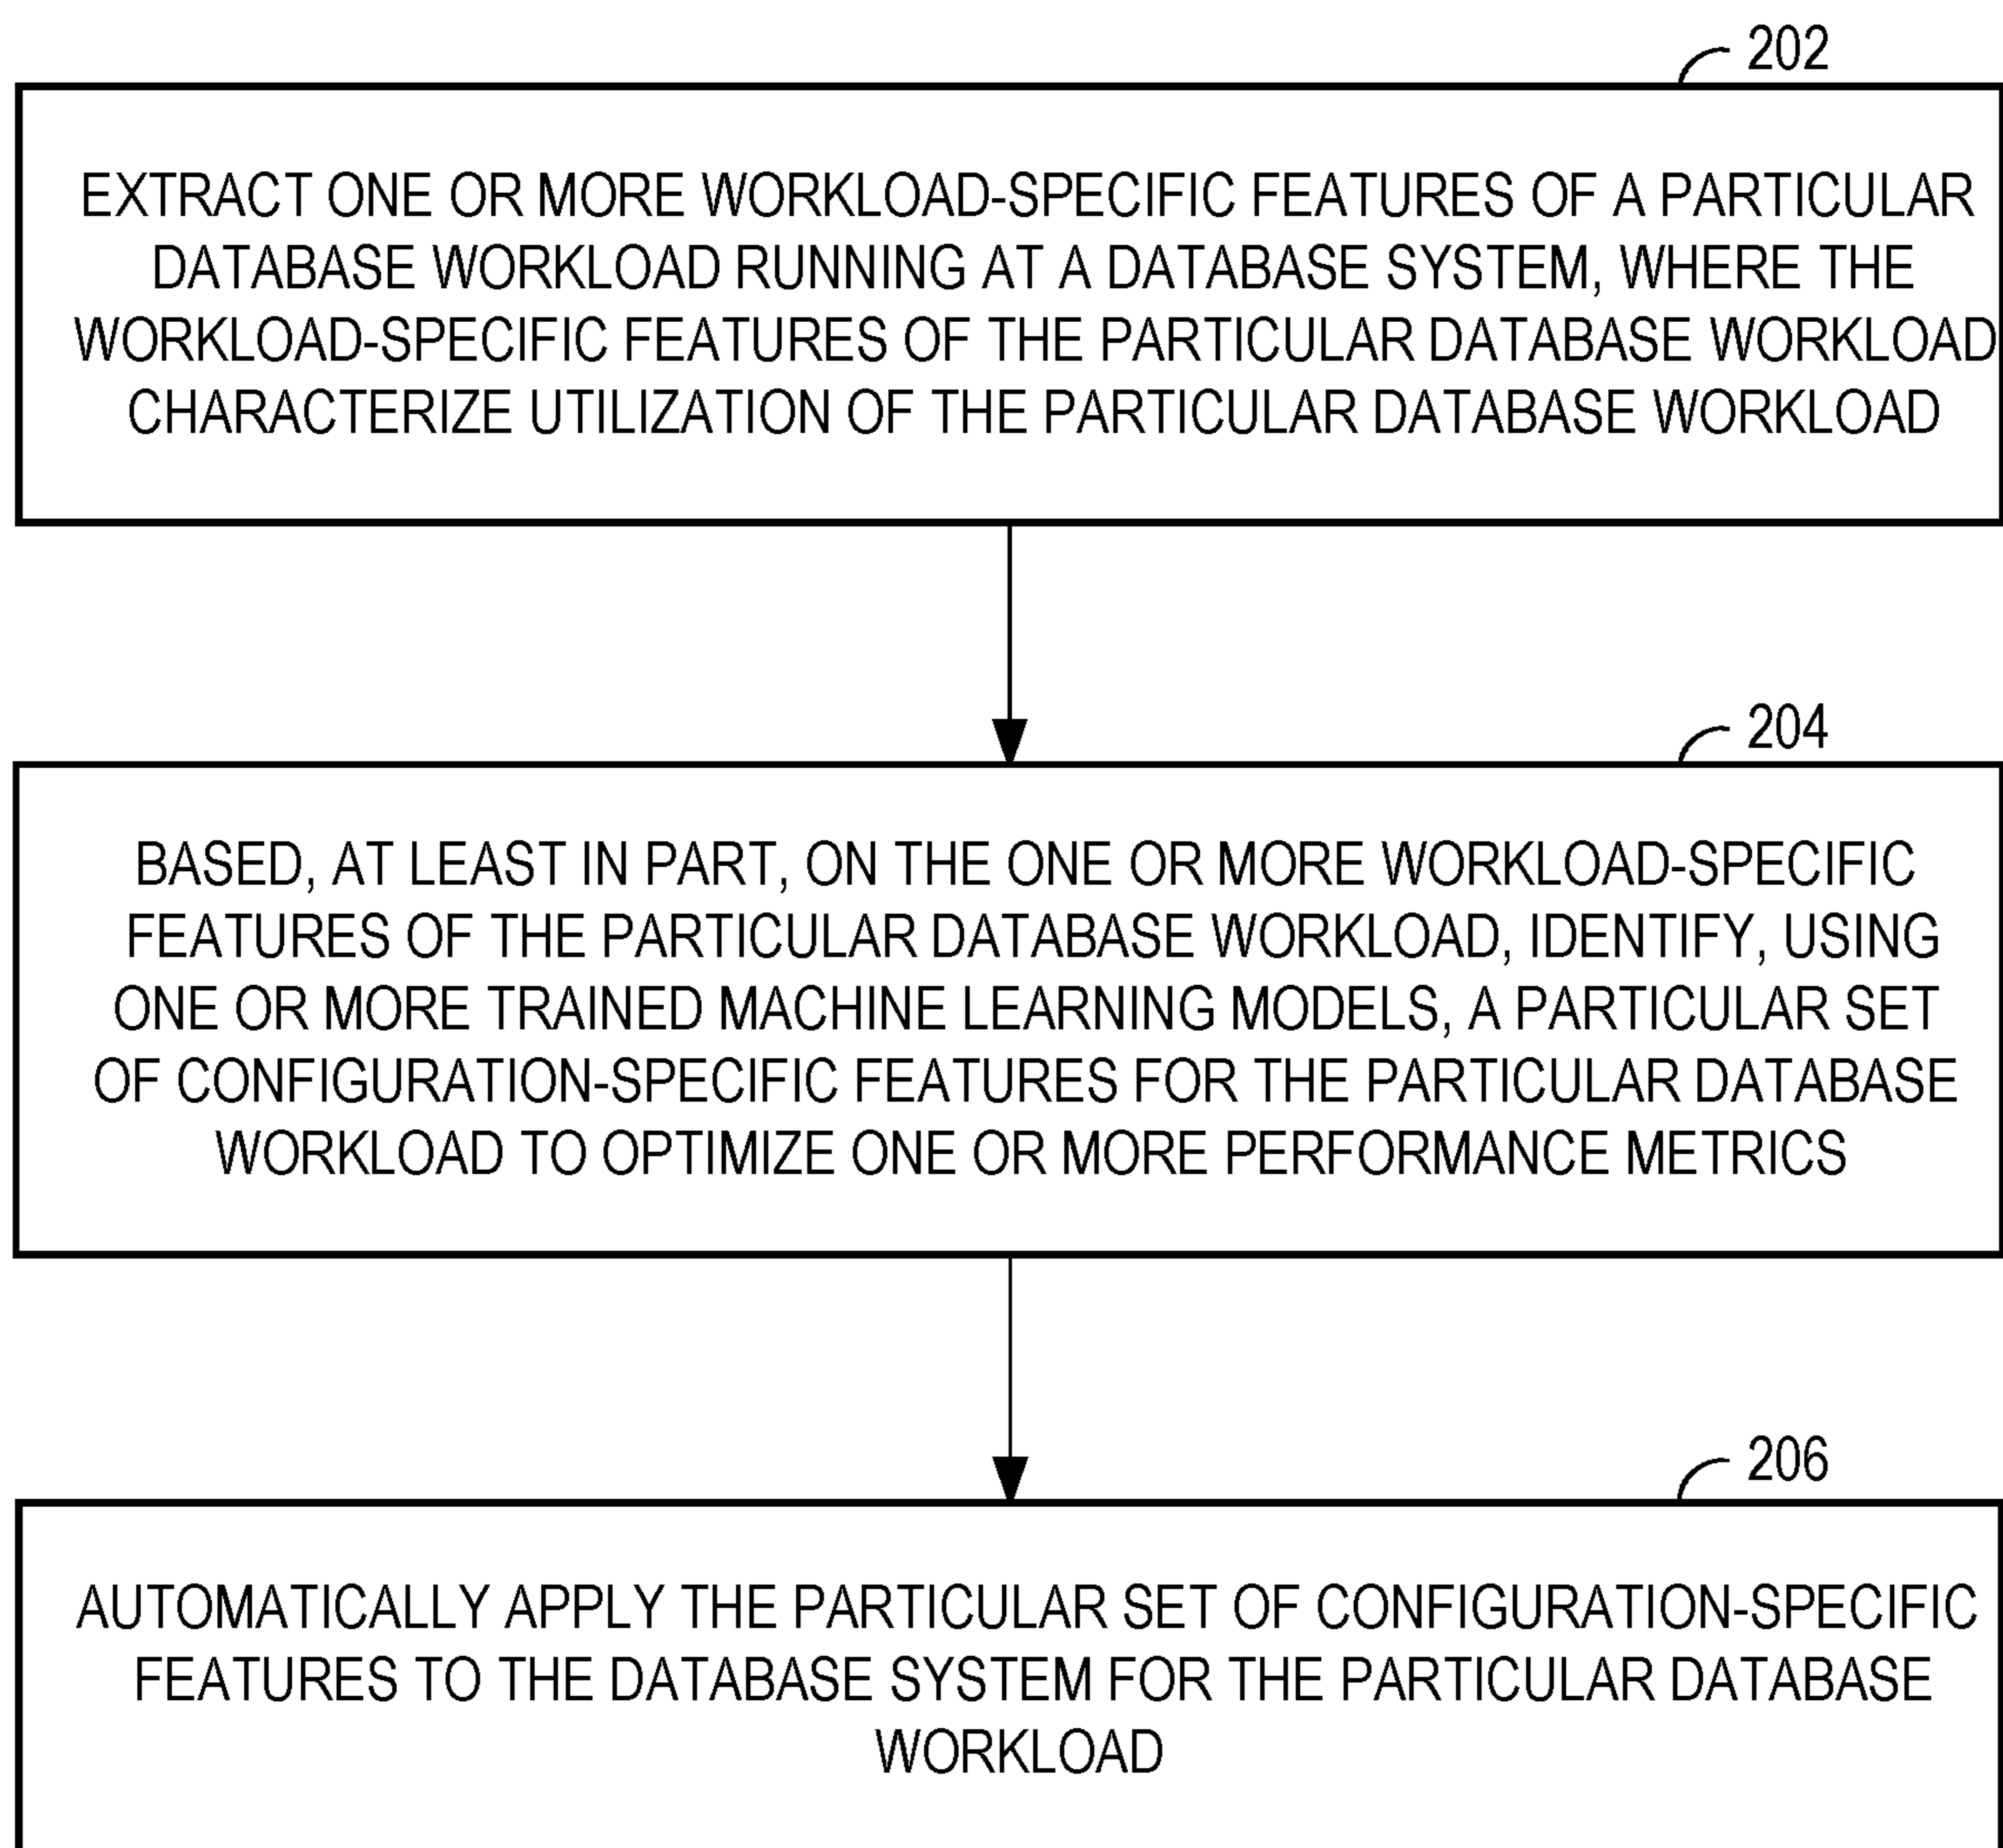 202
EXTRACT ONE OR MORE WORKLOAD-SPECIFIC FEATURES OF A PARTICULAR
DATABASE WORKLOAD RUNNING AT A DATABASE SYSTEM, WHERE THE
WORKLOAD-SPECIFIC FEATURES OF THE PARTICULAR DATABASE WORKLOAD
CHARACTERIZE UTILIZATION OF THE PARTICULAR DATABASE WORKLOAD
204
BASED, AT LEAST IN PART, ON THE ONE OR MORE WORKLOAD-SPECIFIC
FEATURES OF THE PARTICULAR DATABASE WORKLOAD, IDENTIFY, USING
ONE OR MORE TRAINED MACHINE LEARNING MODELS, A PARTICULAR SET
OF CONFIGURATION-SPECIFIC FEATURES FOR THE PARTICULAR DATABASE
WORKLOAD TO OPTIMIZE ONE OR MORE PERFORMANCE METRICS
206
AUTOMATICALLY APPLY THE PARTICULAR SET OF CONFIGURATION-SPECIFIC
FEATURES TO THE DATABASE SYSTEM FOR THE PARTICULAR DATABASE
WORKLOAD